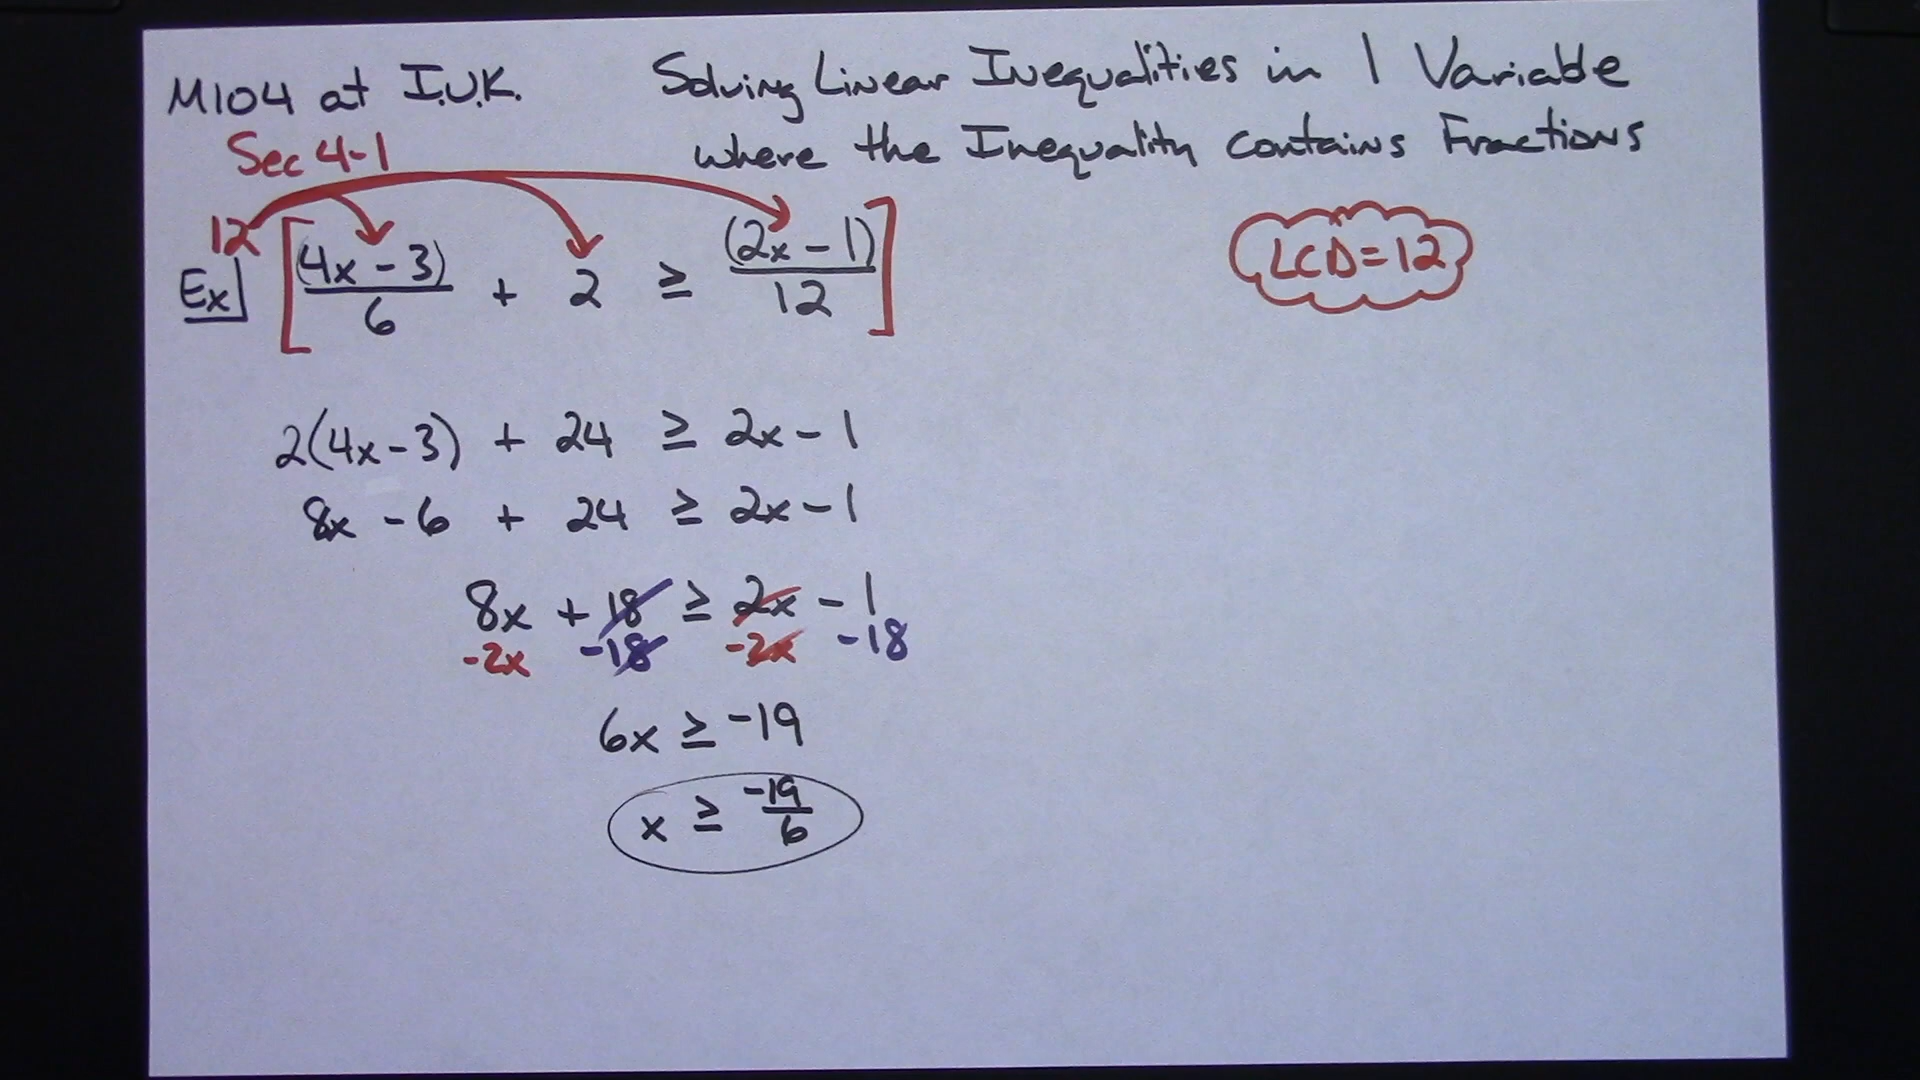 M104 at I.U.K. Solving Linear Inequalities in 1 Variable
Sec 4-1 where the Inequality contains Fractions
12
Ex] [(4x - 3)/6 + 2 ≥ (2x - 1)/12]
LCD=12
2(4x-3) + 24 ≥ 2x - 1
8x - 6 + 24 ≥ 2x - 1
8x + 18 ≥ 2x - 1
-2x -18 -2x -18
6x ≥ -19
x ≥ -19/6